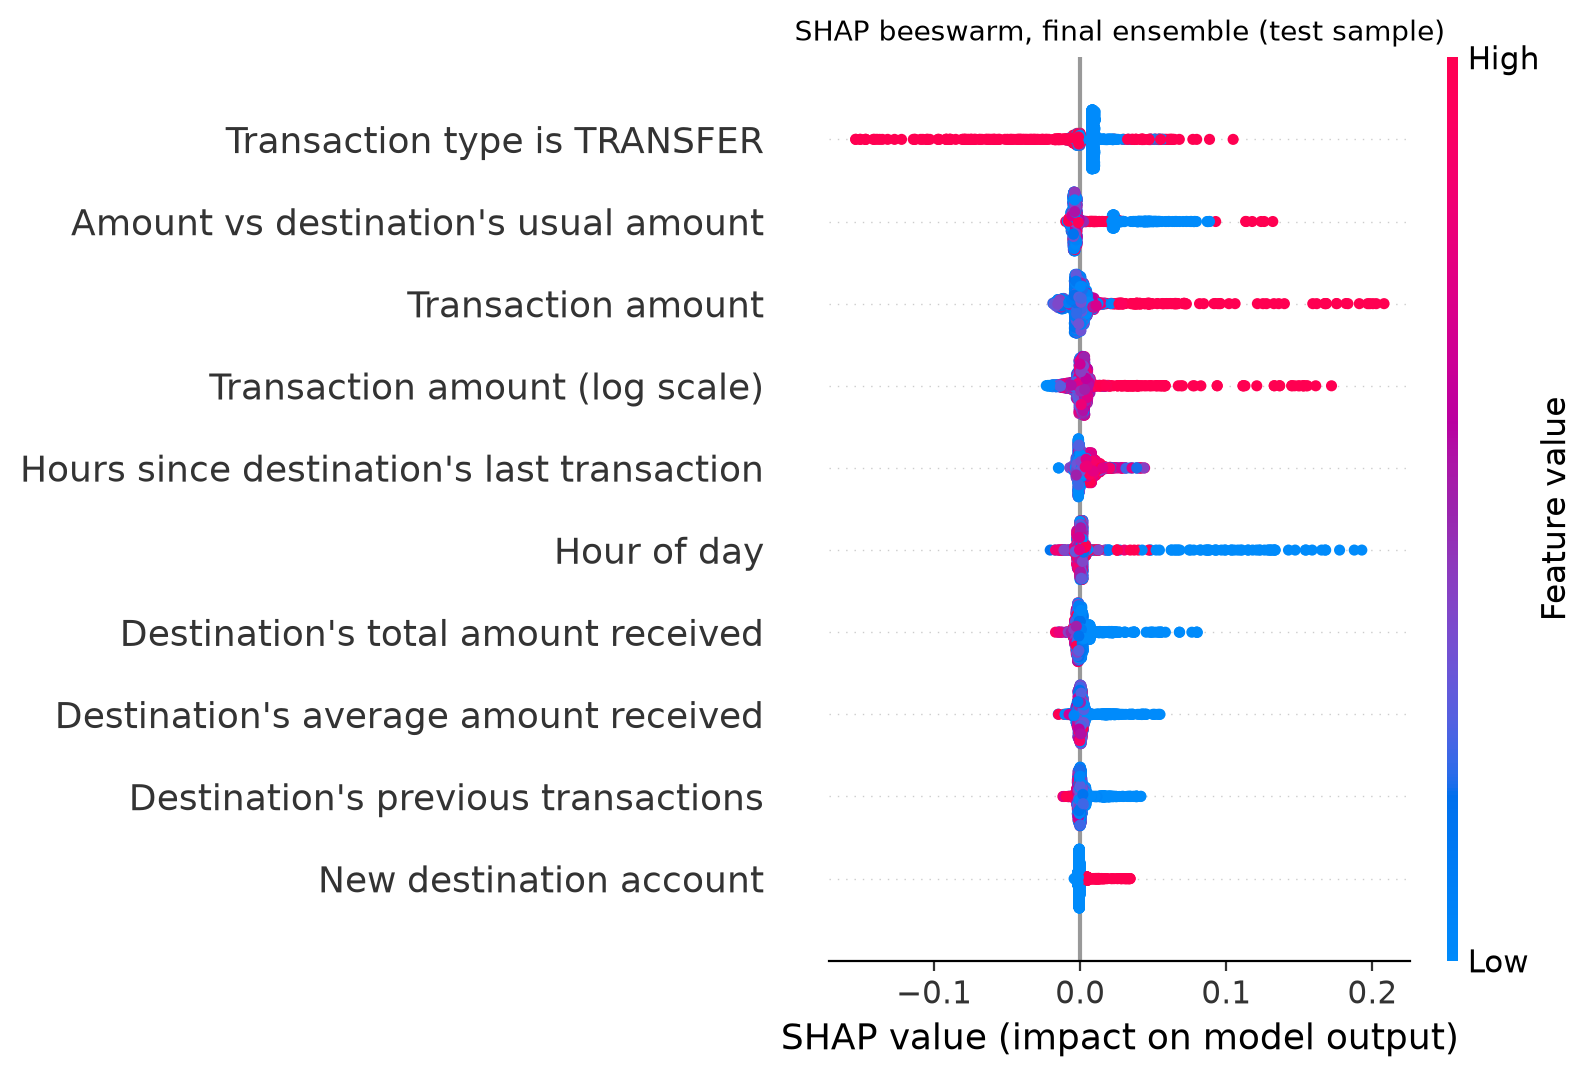 SHAP beeswarm, final ensemble (test sample)
High
Transaction type is TRANSFER
Amount vs destination's usual amount
Transaction amount
Transaction amount (log scale)
Hours since destination's last transaction
Hour of day
Destination's total amount received
Destination's average amount received
Destination's previous transactions
New destination account
Feature value
Low
−0.1 0.0 0.1 0.2
SHAP value (impact on model output)